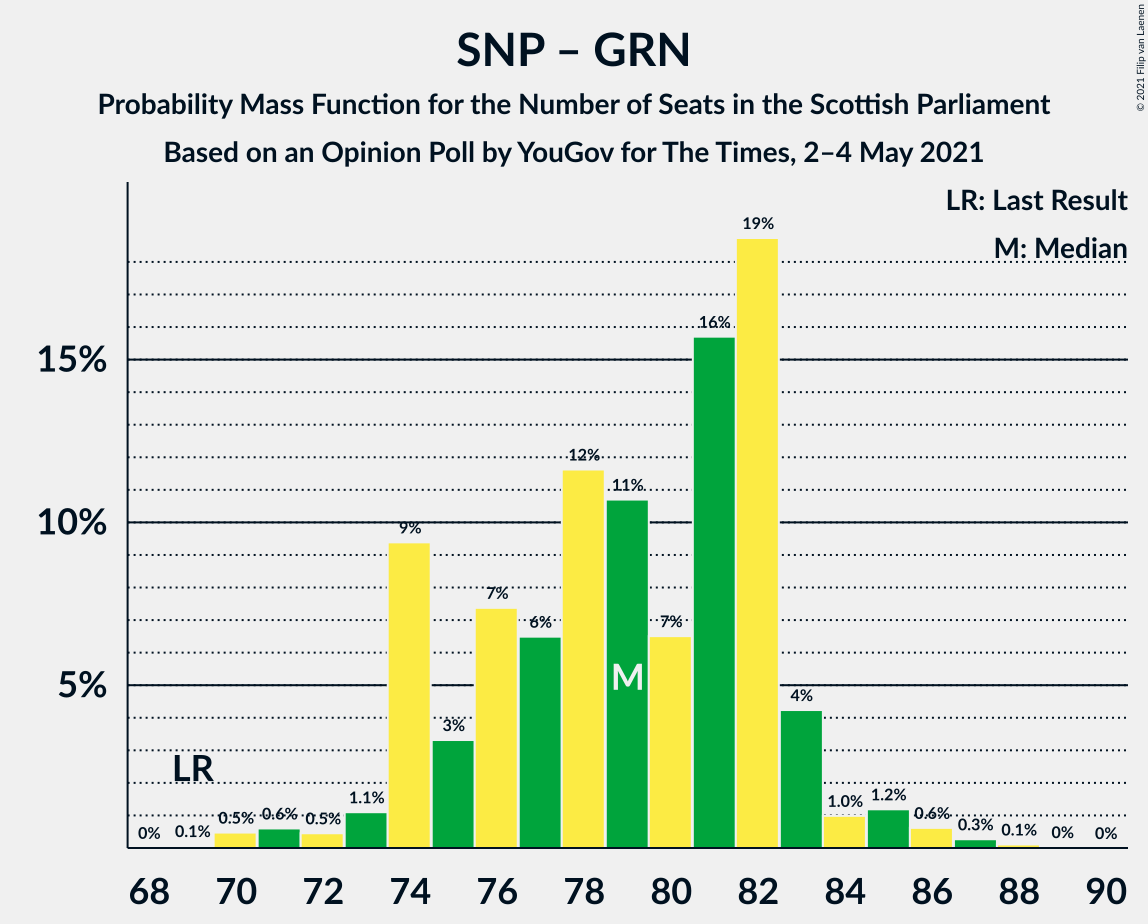 SNP – GRN
Probability Mass Function for the Number of Seats in the Scottish Parliament
Based on an Opinion Poll by YouGov for The Times, 2–4 May 2021
© 2021 Filip van Laenen
LR: Last Result
M: Median
19%
16%
15%
12%
11%
10%
9%
7%
6%
7%
M
5%
4%
3%
LR
1.1%
1.0%
1.2%
0%
0.1%
0.5%
0.6%
0.5%
0.6%
0.3%
0.1%
0%
0%
68 70 72 74 76 78 80 82 84 86 88 90